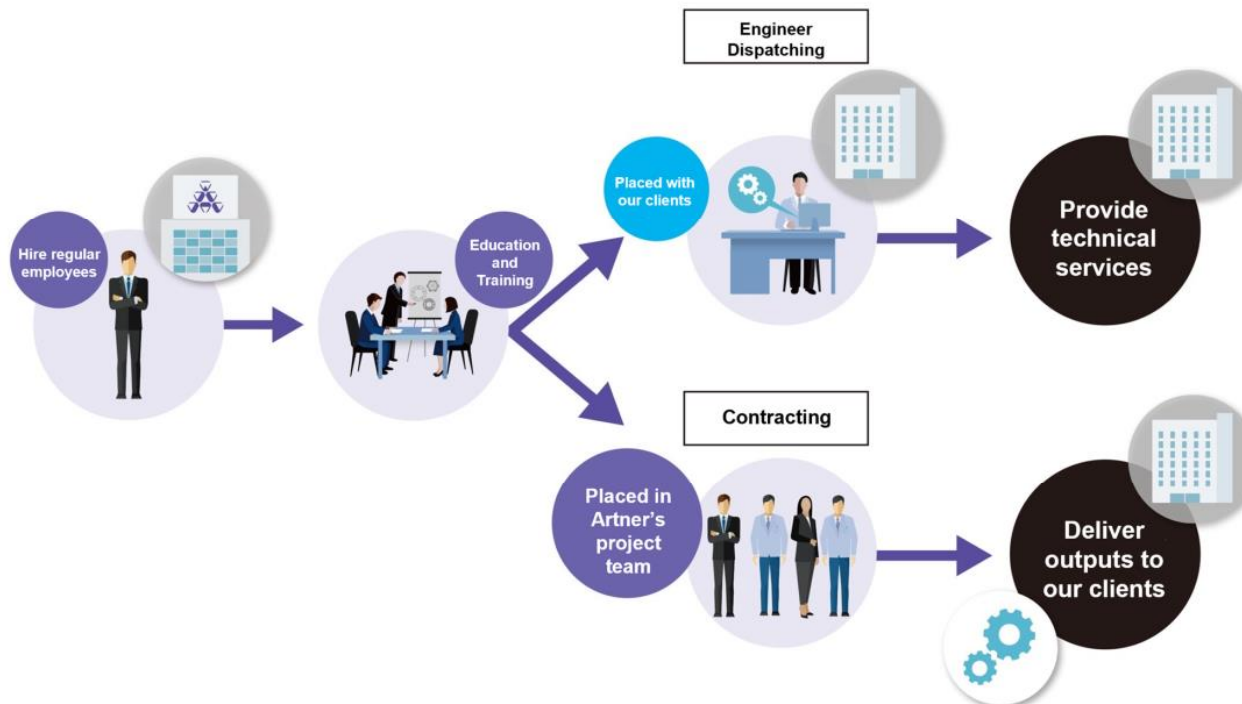 Hire regular
employees
Education
and
Training
Engineer
Dispatching
Placed with
our clients
Provide
technical
services
Contracting
Placed in
Artner’s
project
team
Deliver
outputs to
our clients